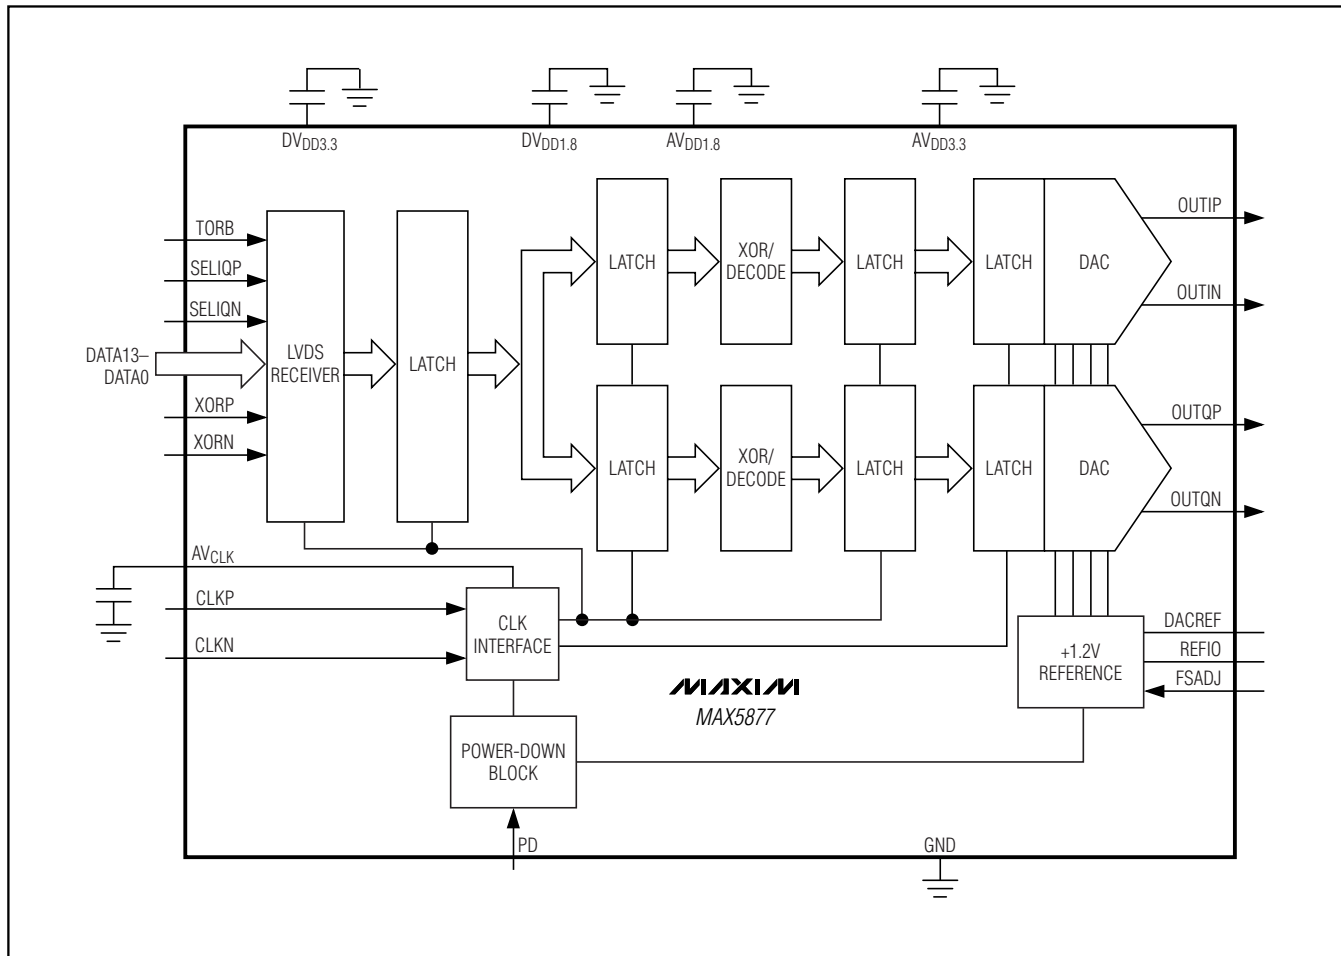 DVDD3.3
DVDD1.8
AVDD1.8
AVDD3.3
TORB
SELIQP
SELIQN
DATA13–
DATA0
XORP
XORN
LVDS
RECEIVER
LATCH
LATCH
XOR/
DECODE
LATCH
LATCH
DAC
OUTIP
OUTIN
LATCH
XOR/
DECODE
LATCH
LATCH
DAC
OUTQP
OUTQN
AVCLK
CLKP
CLKN
CLK
INTERFACE
+1.2V
REFERENCE
DACREF
REFIO
FSADJ
MAXIM
MAX5877
POWER-DOWN
BLOCK
PD
GND